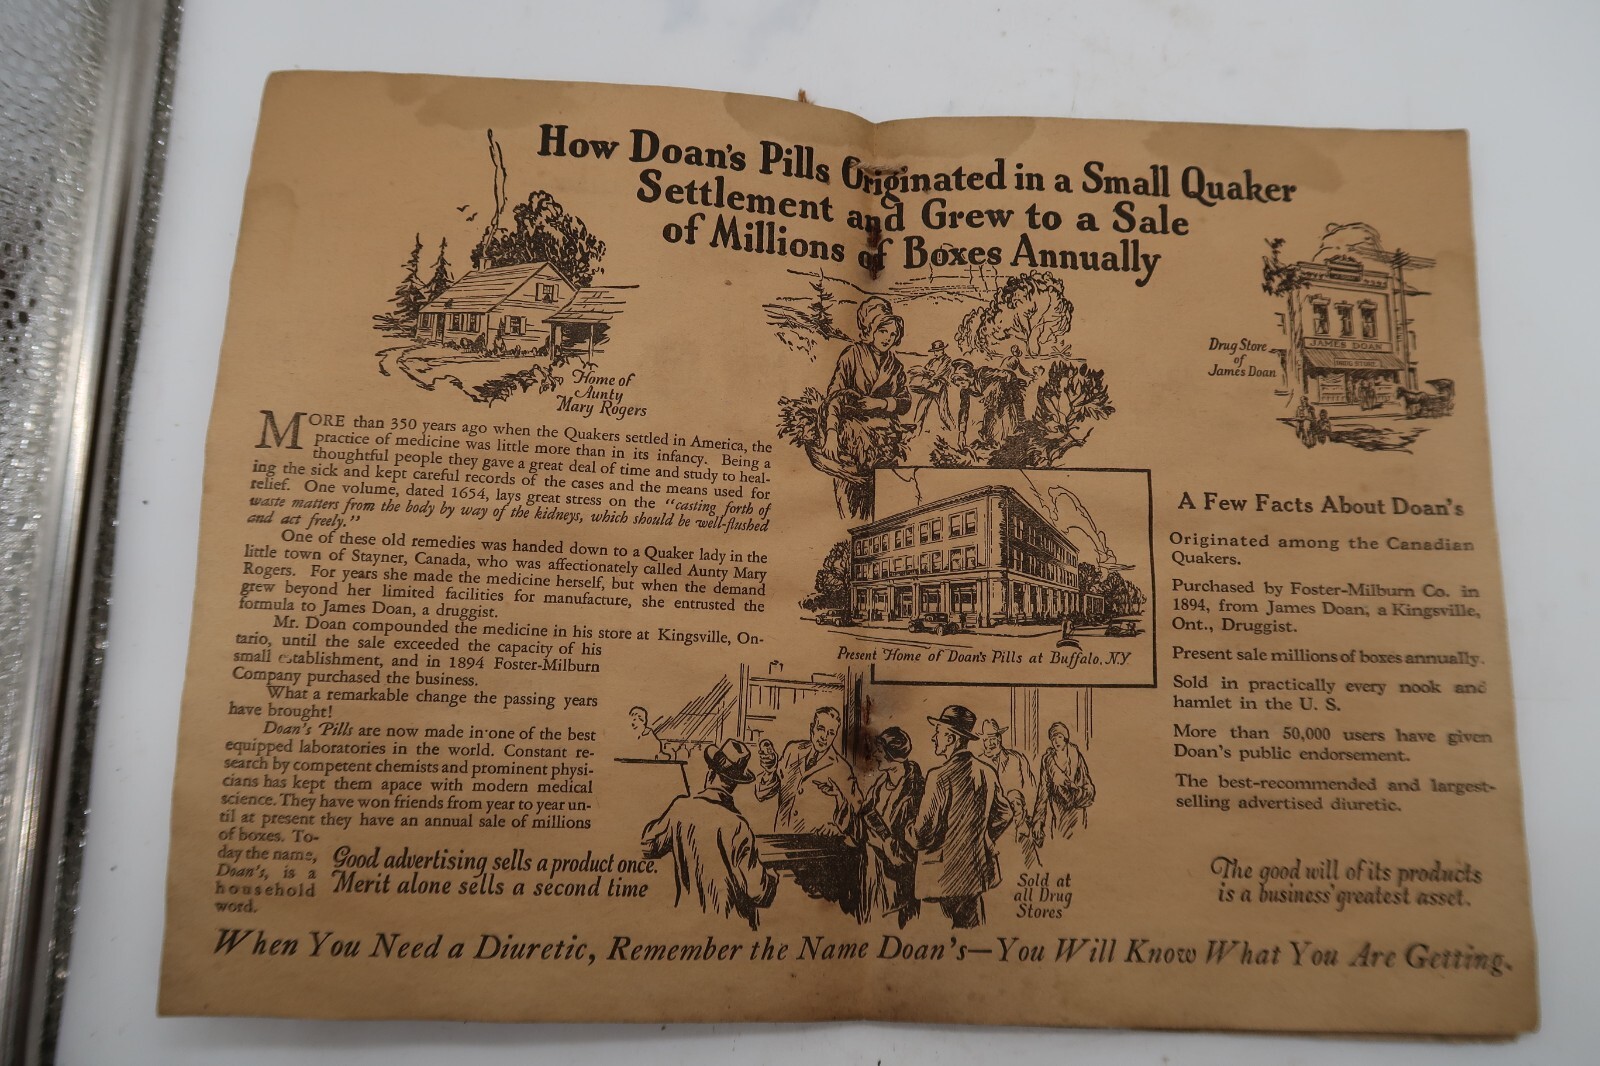 How Doan's Pills Originated in a Small Quaker
Settlement and Grew to a Sale
of Millions of Boxes Annually
Home of
Aunty
Mary Rogers
MORE than 350 years ago when the Quakers settled in America, the
practice of medicine was little more than in its infancy. Being a
thoughtful people they gave a great deal of time and study to heal-
ing the sick and kept careful records of the cases and the means used for
relief. One volume, dated 1654, lays great stress on the "casting forth of
waste matters from the body by way of the kidneys, which should be well-flushed
and act freely."
One of these old remedies was handed down to a Quaker lady in the
little town of Stayner, Canada, who was affectionately called Aunty Mary
Rogers. For years she made the medicine herself, but when the demand
grew beyond her limited facilities for manufacture, she entrusted the
formula to James Doan, a druggist.
Mr. Doan compounded the medicine in his store at Kingsville, On-
tario, until the sale exceeded the capacity of his
small establishment, and in 1894 Foster-Milburn
Company purchased the business.
What a remarkable change the passing years
have brought!
Doan's Pills are now made in one of the best
equipped laboratories in the world. Constant re-
search by competent chemists and prominent physi-
cians has kept them apace with modern medical
science. They have won friends from year to year un-
til at present they have an annual sale of millions
of boxes. To-
day the name,
Doan's, is a
household
word.
Good advertising sells a product once.
Merit alone sells a second time
Present Home of Doan's Pills at Buffalo, N.Y.
Sold at
all Drug
Stores
Drug Store
of
James Doan
JAMES DOAN
DRUG STORE
A Few Facts About Doan's
Originated among the Canadian
Quakers.
Purchased by Foster-Milburn Co. in
1894, from James Doan, a Kingsville,
Ont., Druggist.
Present sale millions of boxes annually.
Sold in practically every nook and
hamlet in the U. S.
More than 50,000 users have given
Doan's public endorsement.
The best-recommended and largest-
selling advertised diuretic.
The good will of its products
is a business' greatest asset.
When You Need a Diuretic, Remember the Name Doan's—You Will Know What You Are Getting.